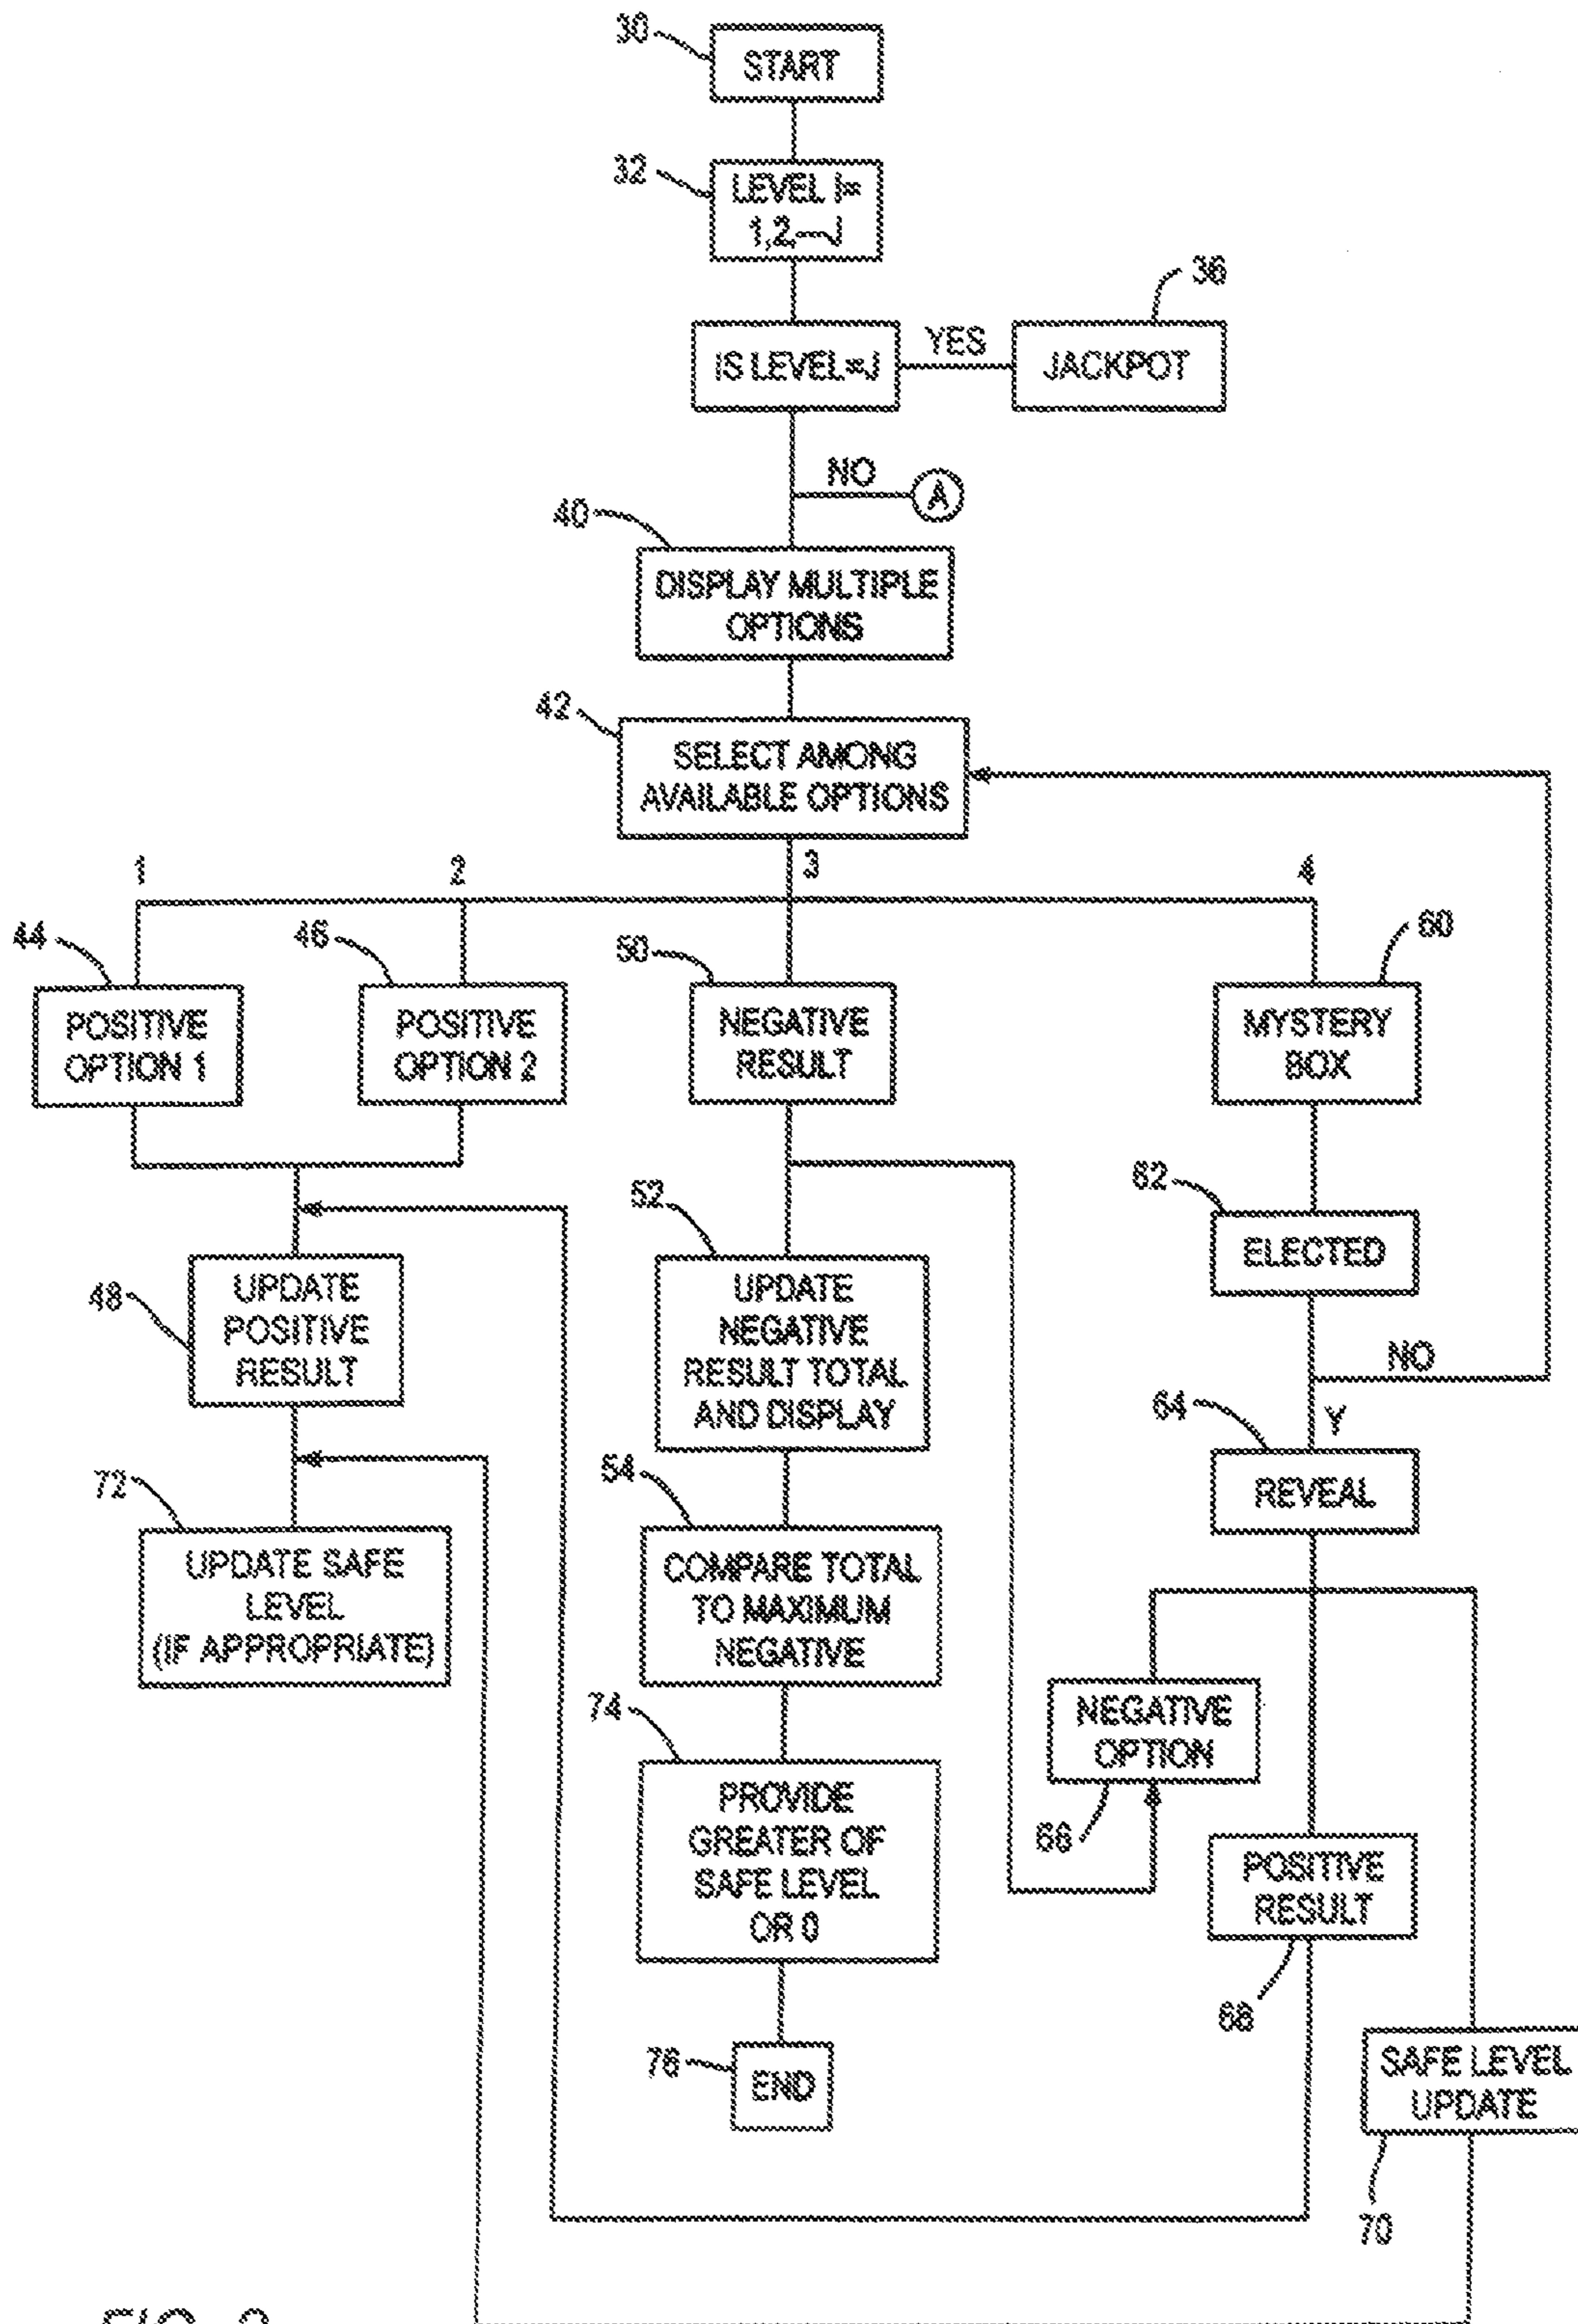 30
START
32
LEVEL I=
1,2---J
36
IS LEVEL=J
YES
JACKPOT
NO
A
40
DISPLAY MULTIPLE
OPTIONS
42
SELECT AMONG
AVAILABLE OPTIONS
1
2
3
4
44
46
50
60
POSITIVE
OPTION 1
POSITIVE
OPTION 2
NEGATIVE
RESULT
MYSTERY
BOX
62
ELECTED
52
48
UPDATE
POSITIVE
RESULT
UPDATE
NEGATIVE
RESULT TOTAL
AND DISPLAY
NO
64
Y
REVEAL
72
UPDATE SAFE
LEVEL
(IF APPROPRIATE)
54
COMPARE TOTAL
TO MAXIMUM
NEGATIVE
74
PROVIDE
GREATER OF
SAFE LEVEL
OR 0
NEGATIVE
OPTION
66
POSITIVE
RESULT
68
76
END
SAFE LEVEL
UPDATE
70